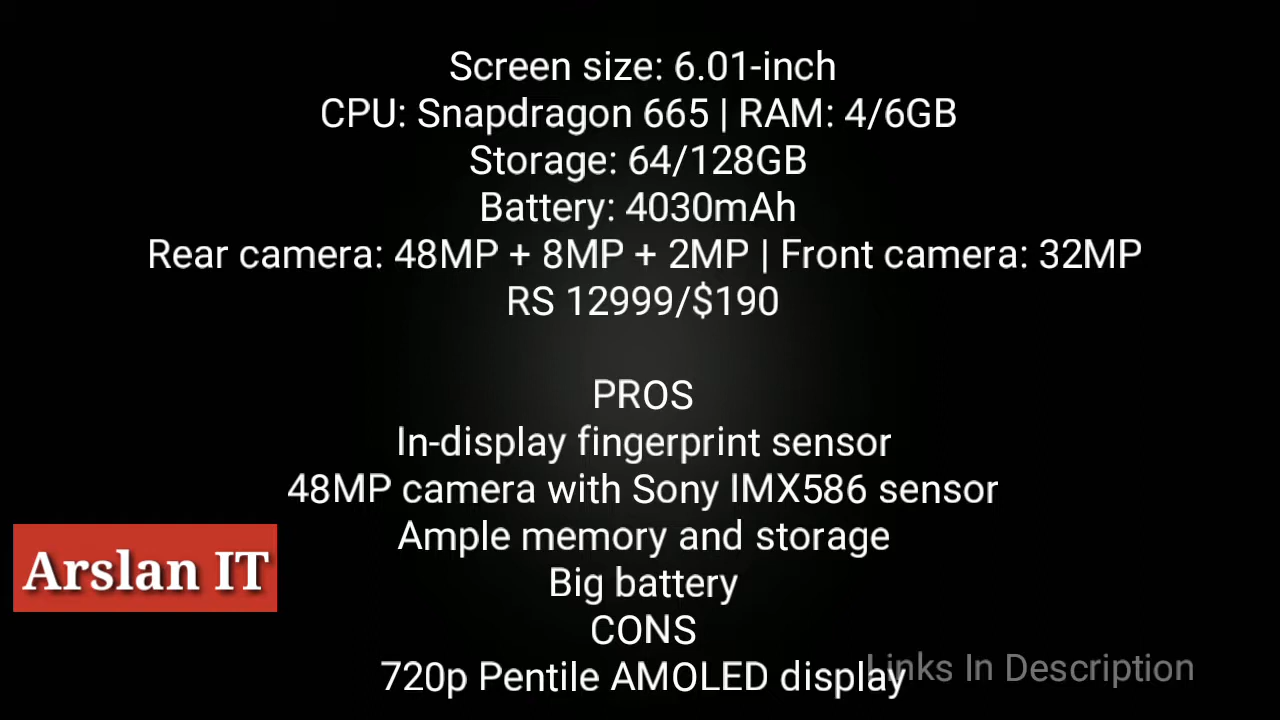 Screen size: 6.01-inch
CPU: Snapdragon 665 | RAM: 4/6GB
Storage: 64/128GB
Battery: 4030mAh
Rear camera: 48MP + 8MP + 2MP | Front camera: 32MP
RS 12999/$190
PROS
In-display fingerprint sensor
48MP camera with Sony IMX586 sensor
Ample memory and storage
Big battery
CONS
720p Pentile AMOLED display
Arslan IT
Links In Description